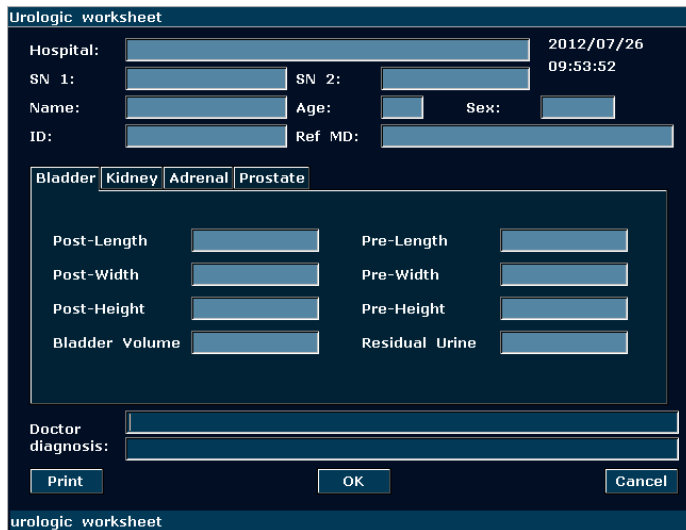 Urologic worksheet
Hospital: 2012/07/26
09:53:52
SN 1: SN 2:
Name: Age: Sex:
ID: Ref MD:
Bladder Kidney Adrenal Prostate
Post-Length Pre-Length
Post-Width Pre-Width
Post-Height Pre-Height
Bladder Volume Residual Urine
Doctor
diagnosis:
Print OK Cancel
urologic worksheet